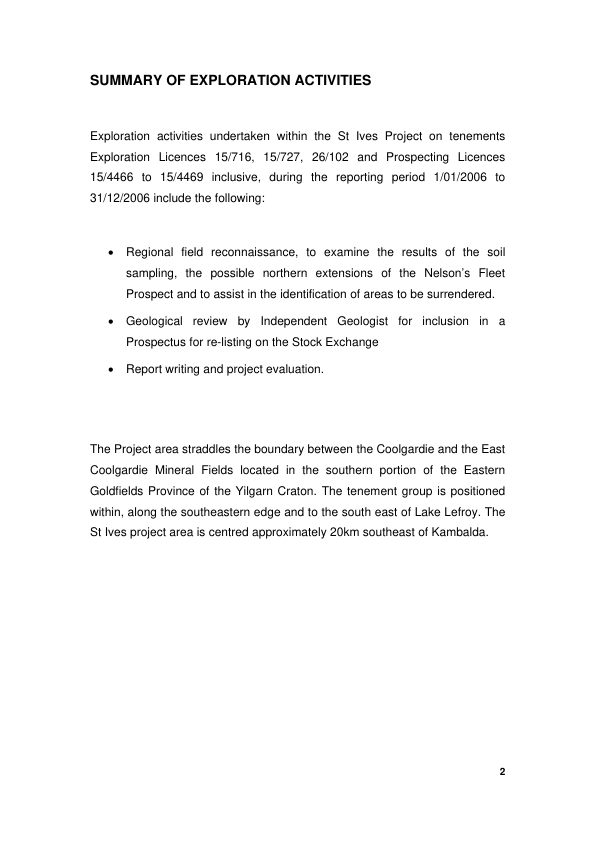 SUMMARY OF EXPLORATION ACTIVITIES
Exploration activities undertaken within the St Ives Project on tenements
Exploration Licences 15/716, 15/727, 26/102 and Prospecting Licences
15/4466 to 15/4469 inclusive, during the reporting period 1/01/2006 to
31/12/2006 include the following:
• Regional field reconnaissance, to examine the results of the soil
sampling, the possible northern extensions of the Nelson's Fleet
Prospect and to assist in the identification of areas to be surrendered.
• Geological review by Independent Geologist for inclusion in a
Prospectus for re-listing on the Stock Exchange
• Report writing and project evaluation.
The Project area straddles the boundary between the Coolgardie and the East
Coolgardie Mineral Fields located in the southern portion of the Eastern
Goldfields Province of the Yilgarn Craton. The tenement group is positioned
within, along the southeastern edge and to the south east of Lake Lefroy. The
St Ives project area is centred approximately 20km southeast of Kambalda.
2